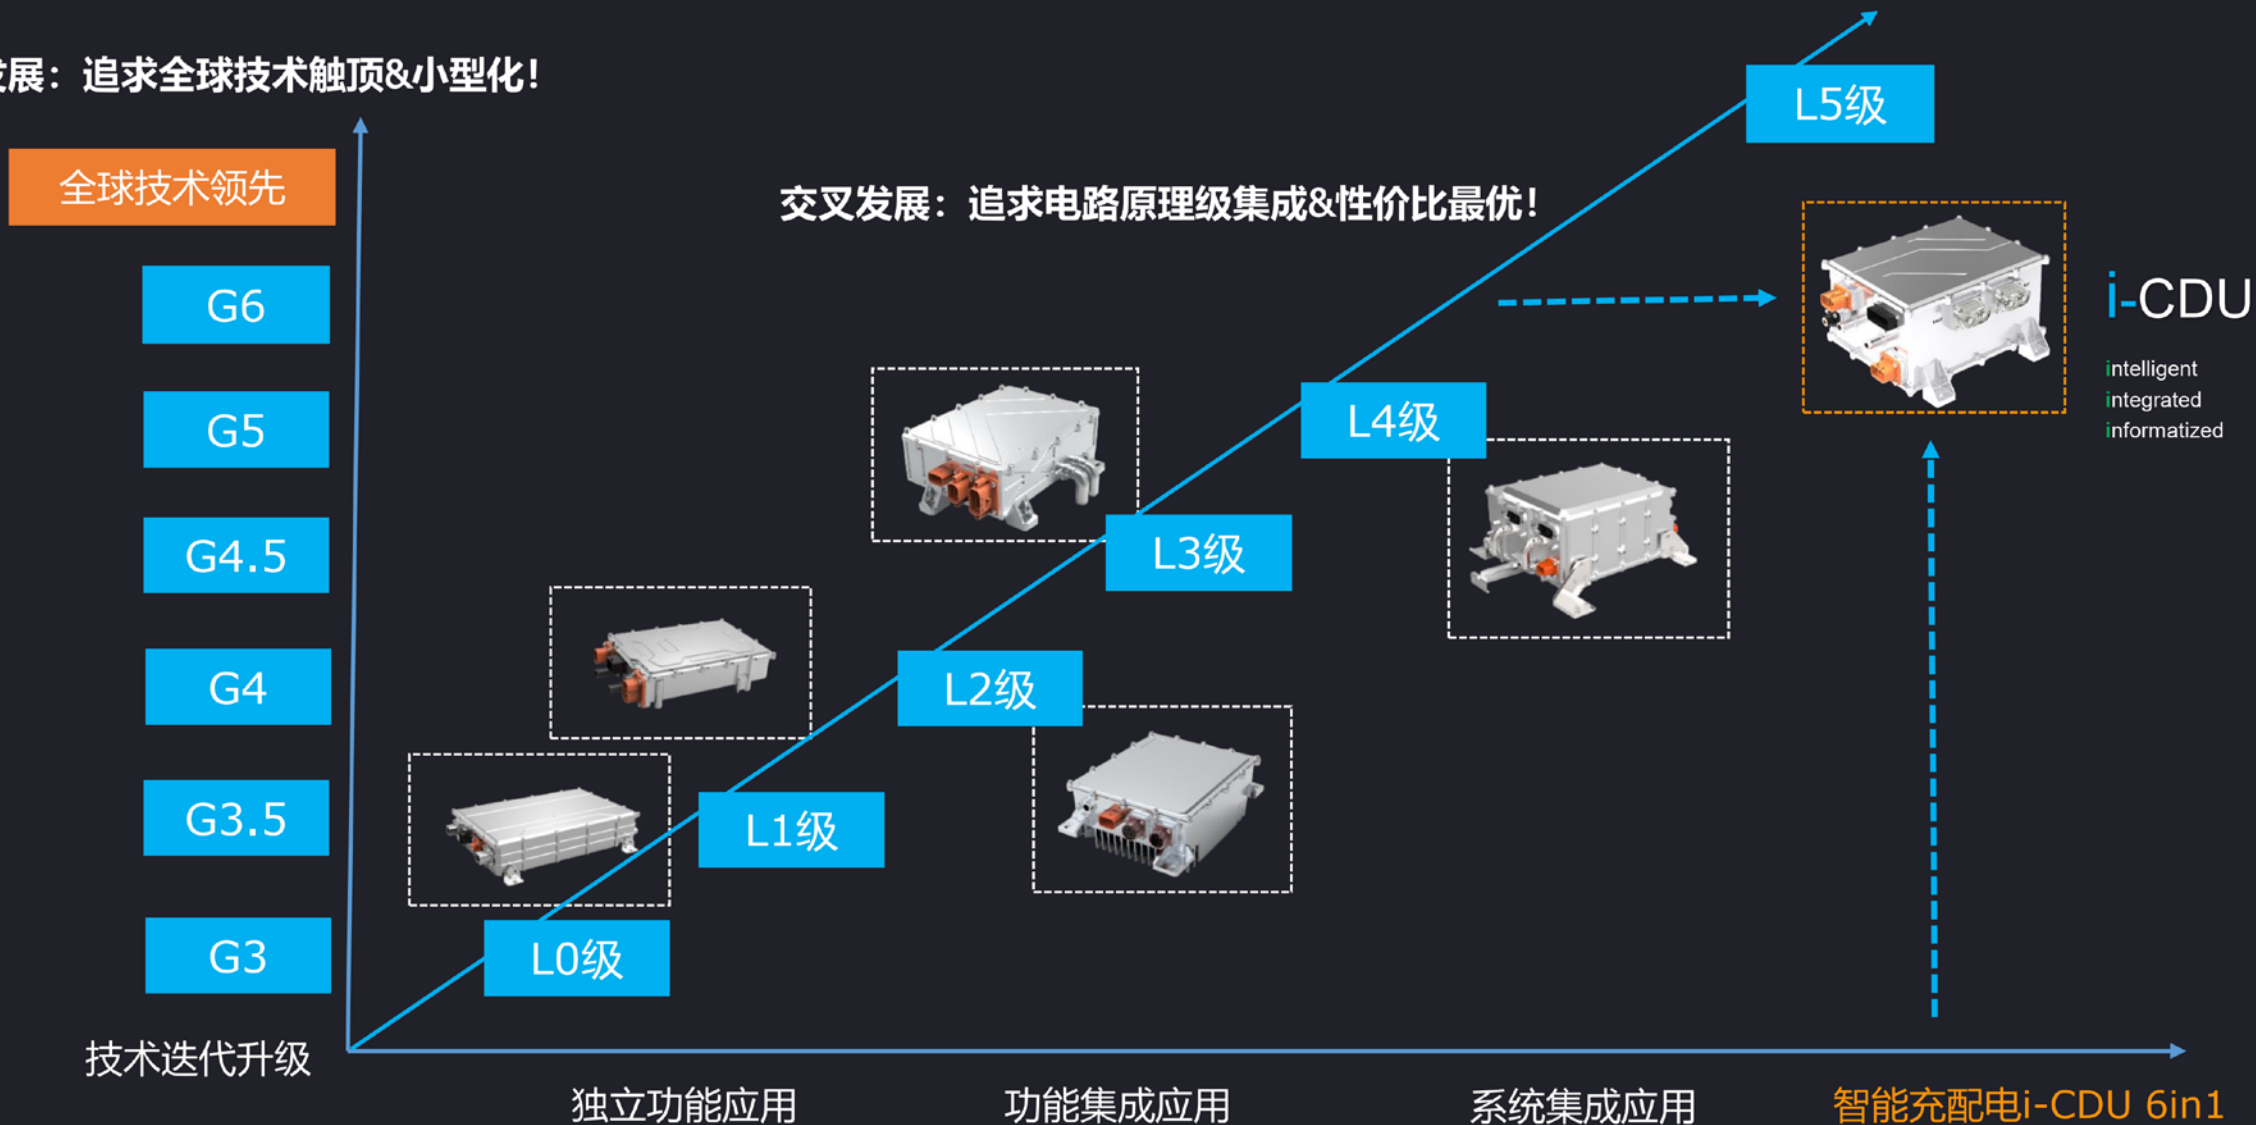 展：追求全球技术触顶&小型化！
全球技术领先
G6
G5
G4.5
G4
G3.5
G3
技术迭代升级
交叉发展：追求电路原理级集成&性价比最优！
L5级
L4级
L3级
L2级
L1级
L0级
i-CDU
intelligent
integrated
informatized
独立功能应用
功能集成应用
系统集成应用
智能充配电i-CDU 6in1